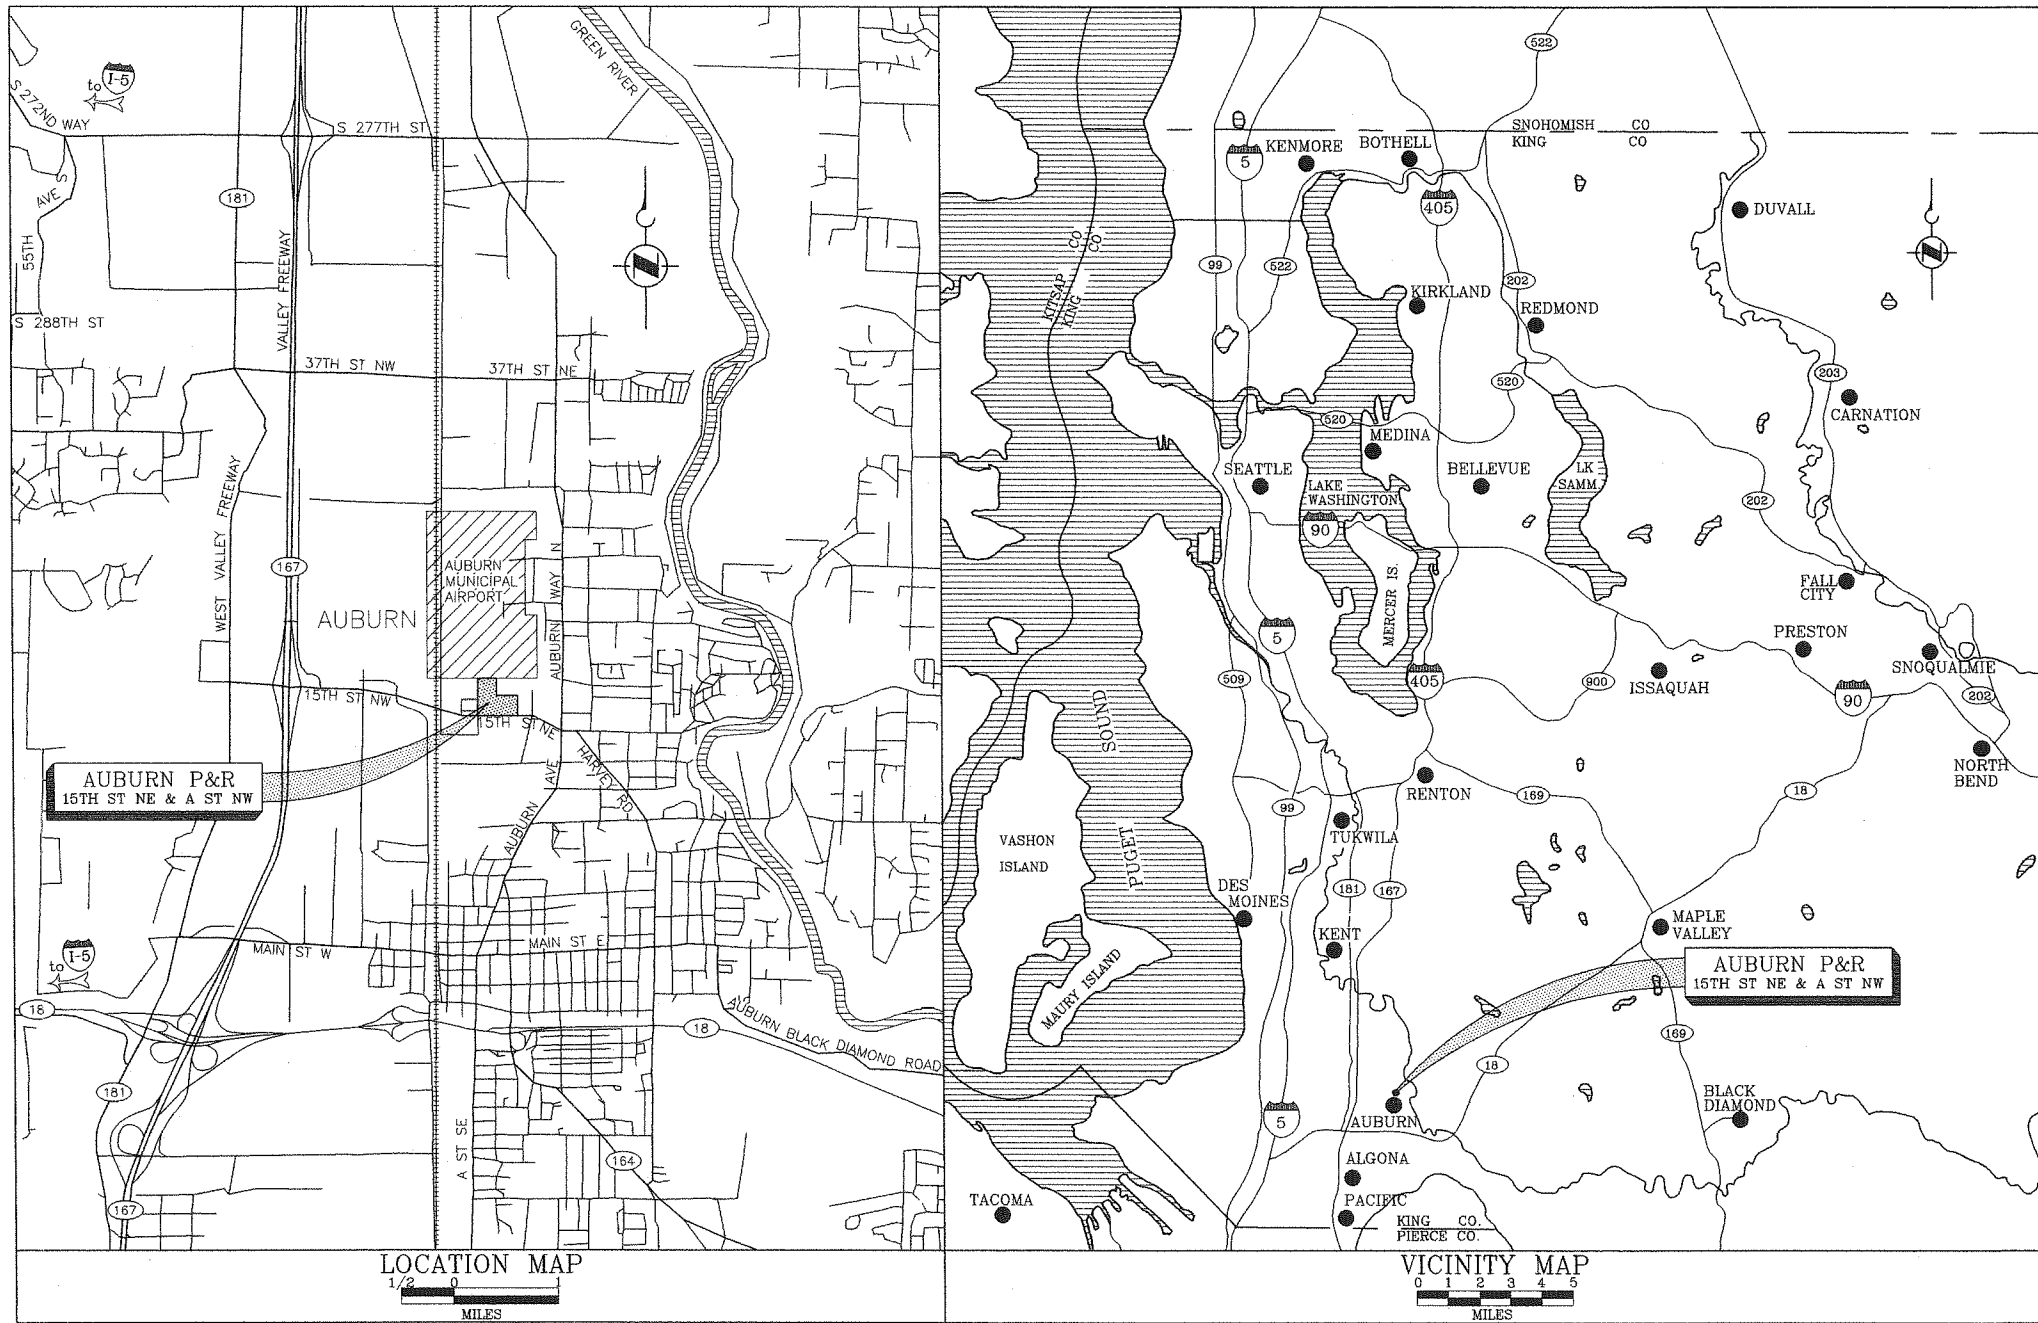 GREEN RIVER
I-5
to
S 272ND WAY
S 277TH ST
181
AVE S
55TH
VALLEY FREEWAY
S 288TH ST
37TH ST NW
37TH ST NE
WEST VALLEY FREEWAY
167
AUBURN
MUNICIPAL
AIRPORT
AUBURN
AUBURN WAY N
15TH ST NW
15TH ST NE
HARVEY RD
AUBURN AVE
AUBURN P&R
15TH ST NE & A ST NW
MAIN ST W
MAIN ST E
I-5
to
18
18
AUBURN BLACK DIAMOND ROAD
181
A ST SE
164
167
LOCATION MAP
1/2 0 1
MILES
522
SNOHOMISH CO
KING CO
5
KENMORE
BOTHELL
405
DUVALL
KITSAP CO
KING CO
99
522
202
KIRKLAND
REDMOND
203
520
CARNATION
520
MEDINA
SEATTLE
BELLEVUE
LK
SAMM.
LAKE
WASHINGTON
202
90
MERCER IS.
FALL
CITY
5
PRESTON
SNOQUALMIE
509
405
900
ISSAQUAH
90
202
PUGET SOUND
NORTH
BEND
RENTON
169
18
99
TUKWILA
VASHON
ISLAND
DES
MOINES
181
167
KENT
MAPLE
VALLEY
MAURY ISLAND
AUBURN P&R
15TH ST NE & A ST NW
169
18
BLACK
DIAMOND
5
AUBURN
ALGONA
TACOMA
PACIFIC
KING CO.
PIERCE CO.
VICINITY MAP
0 1 2 3 4 5
MILES